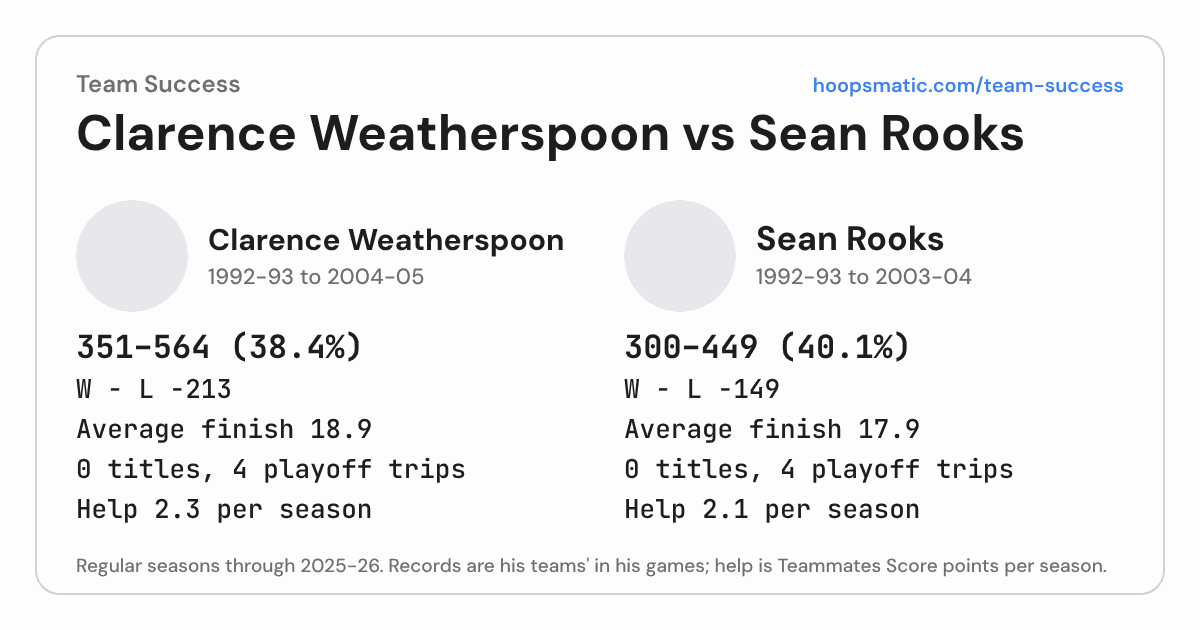 Team Success
hoopsmatic.com/team-success
Clarence Weatherspoon vs Sean Rooks
Clarence Weatherspoon
1992-93 to 2004-05
351-564 (38.4%)
W - L -213
Average finish 18.9
0 titles, 4 playoff trips
Help 2.3 per season
Sean Rooks
1992-93 to 2003-04
300-449 (40.1%)
W - L -149
Average finish 17.9
0 titles, 4 playoff trips
Help 2.1 per season
Regular seasons through 2025-26. Records are his teams' in his games; help is Teammates Score points per season.